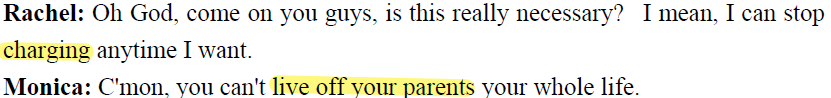 Rachel: Oh God, come on you guys, is this really necessary? I mean, I can stop
charging anytime I want.
Monica: C'mon, you can't live off your parents your whole life.